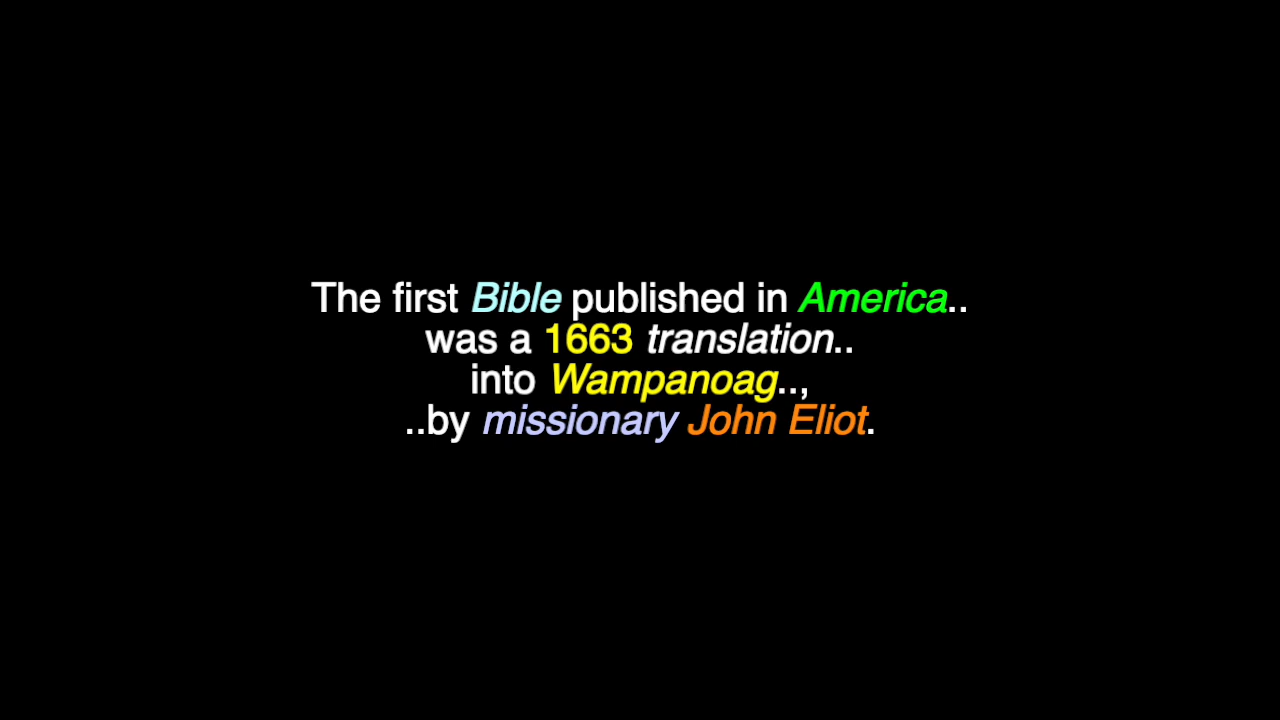 The first Bible published in America..
was a 1663 translation..
into Wampanoag..,
..by missionary John Eliot.